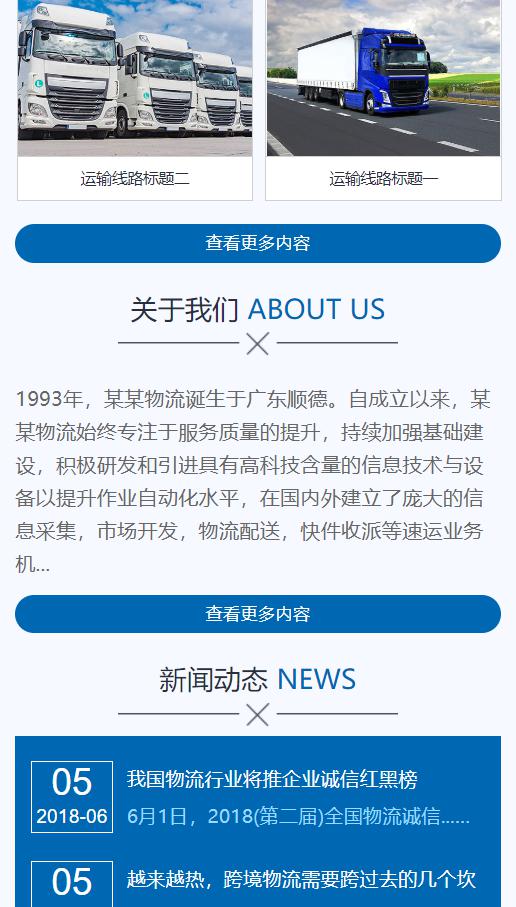 运输线路标题二
运输线路标题一
查看更多内容
关于我们 ABOUT US
1993年，某某物流诞生于广东顺德。自成立以来，某
某物流始终专注于服务质量的提升，持续加强基础建
设，积极研发和引进具有高科技含量的信息技术与设
备以提升作业自动化水平，在国内外建立了庞大的信
息采集，市场开发，物流配送，快件收派等速运业务
机...
查看更多内容
新闻动态 NEWS
05
2018-06
我国物流行业将推企业诚信红黑榜
6月1日，2018(第二届)全国物流诚信......
05
越来越热，跨境物流需要跨过去的几个坎